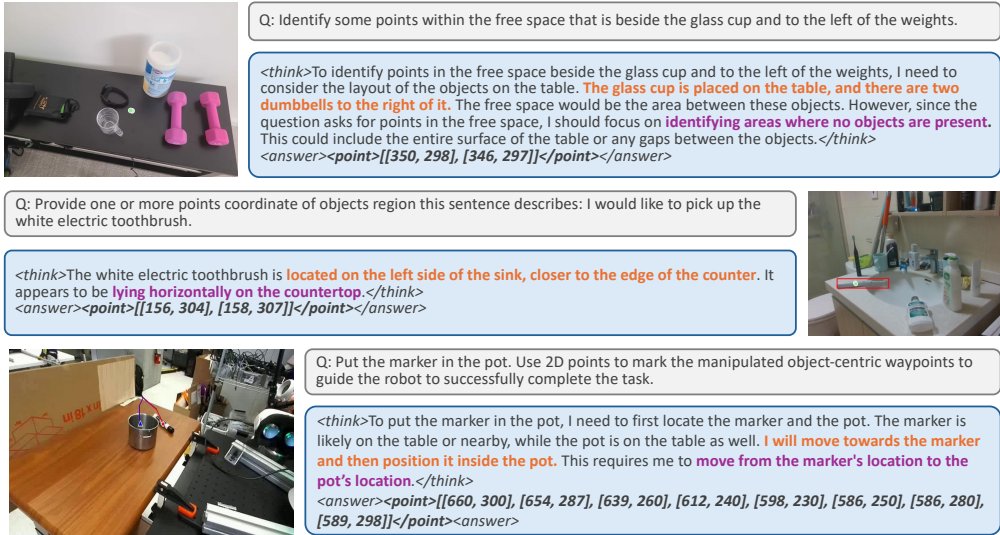 Q: Identify some points within the free space that is beside the glass cup and to the left of the weights.
<think>To identify points in the free space beside the glass cup and to the left of the weights, I need to
consider the layout of the objects on the table. The glass cup is placed on the table, and there are two
dumbbells to the right of it. The free space would be the area between these objects. However, since the
question asks for points in the free space, I should focus on identifying areas where no objects are present.
This could include the entire surface of the table or any gaps between the objects.</think>
<answer><point>[[350, 298], [346, 297]]</point></answer>
Q: Provide one or more points coordinate of objects region this sentence describes: I would like to pick up the
white electric toothbrush.
<think>The white electric toothbrush is located on the left side of the sink, closer to the edge of the counter. It
appears to be lying horizontally on the countertop.</think>
<answer><point>[[156, 304], [158, 307]]</point></answer>
Q: Put the marker in the pot. Use 2D points to mark the manipulated object-centric waypoints to
guide the robot to successfully complete the task.
<think>To put the marker in the pot, I need to first locate the marker and the pot. The marker is
likely on the table or nearby, while the pot is on the table as well. I will move towards the marker
and then position it inside the pot. This requires me to move from the marker's location to the
pot's location.</think>
<answer><point>[[660, 300], [654, 287], [639, 260], [612, 240], [598, 230], [586, 250], [586, 280],
[589, 298]]</point><answer>